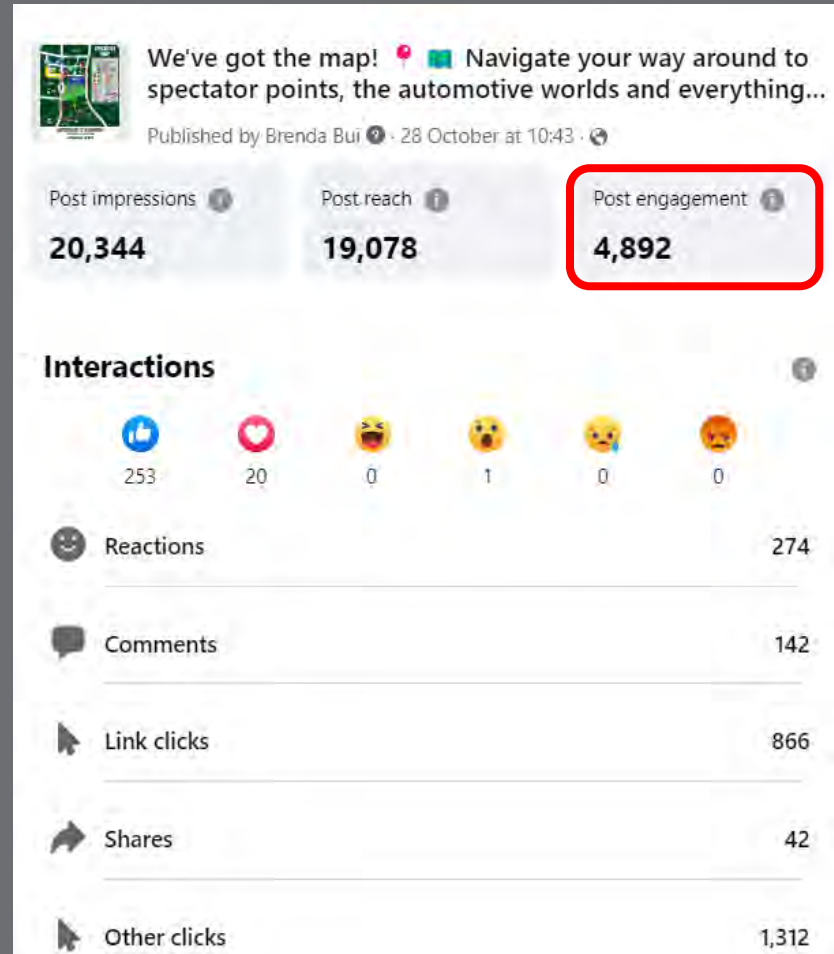 We've got the map! 📍 🗺️ Navigate your way around to
spectator points, the automotive worlds and everything...
Published by Brenda Bui · 28 October at 10:43 ·
Post impressions
Post reach
Post engagement
20,344
19,078
4,892
Interactions
253 20 0 1 0 0
Reactions 274
Comments 142
Link clicks 866
Shares 42
Other clicks 1,312